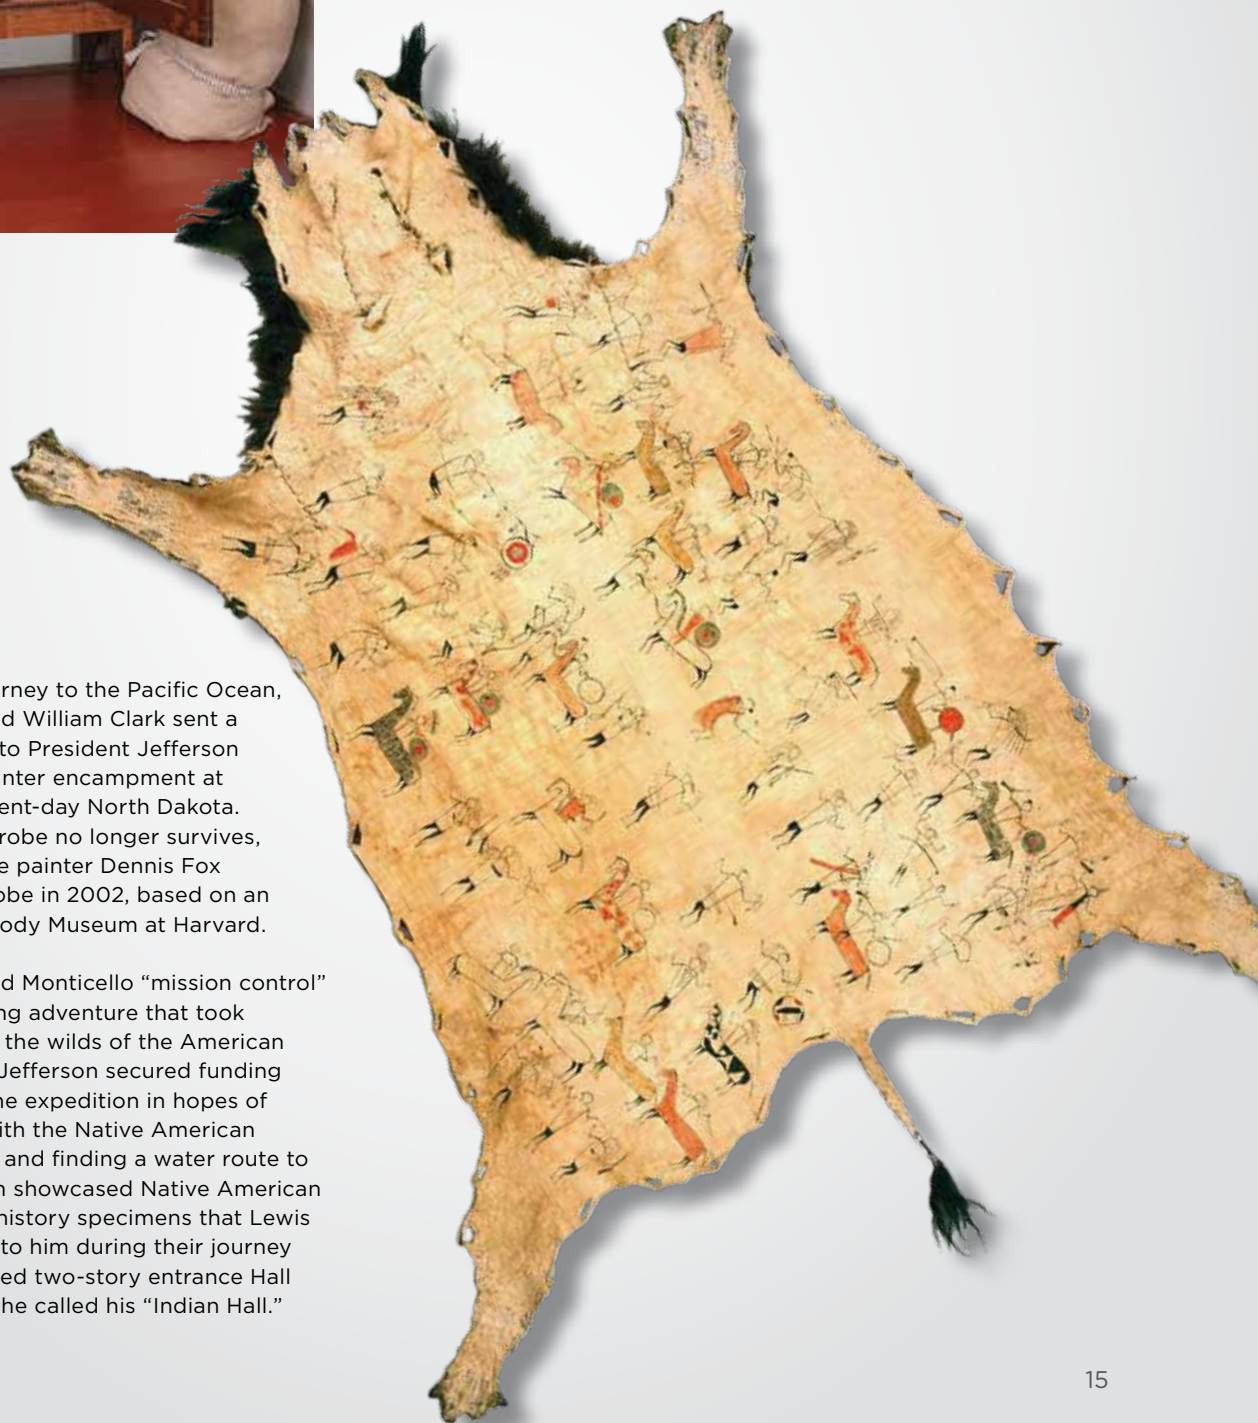 rney to the Pacific Ocean,
d William Clark sent a
to President Jefferson
inter encampment at
ent-day North Dakota.
robe no longer survives,
e painter Dennis Fox
obe in 2002, based on an
ody Museum at Harvard.
d Monticello “mission control”
ng adventure that took
the wilds of the American
Jefferson secured funding
he expedition in hopes of
ith the Native American
and finding a water route to
n showcased Native American
history specimens that Lewis
to him during their journey
ed two-story entrance Hall
he called his “Indian Hall.”
15